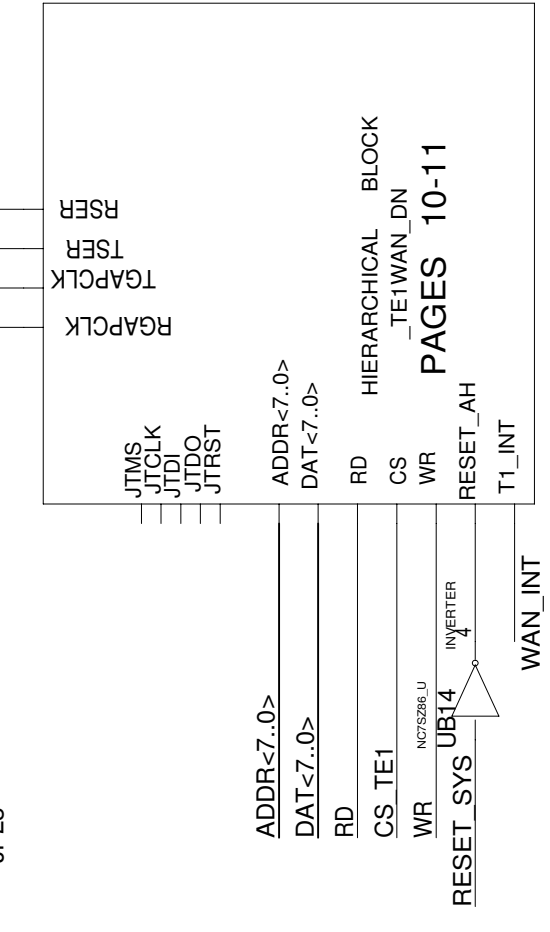 RSER
TSER
TGAPCLK
RGAPCLK
JTMS
JTCLK
JTDI
JTDO
JTRST
ADDR<7..0>
DAT<7..0>
RD
CS
WR
RESET_AH
T1_INT
HIERARCHICAL BLOCK
_TE1WAN_DN
PAGES 10-11
ADDR<7..0>
DAT<7..0>
RD
CS_TE1
WR
RESET_SYS
NC7SZ86_U
UB14
INVERTER
4
WAN_INT